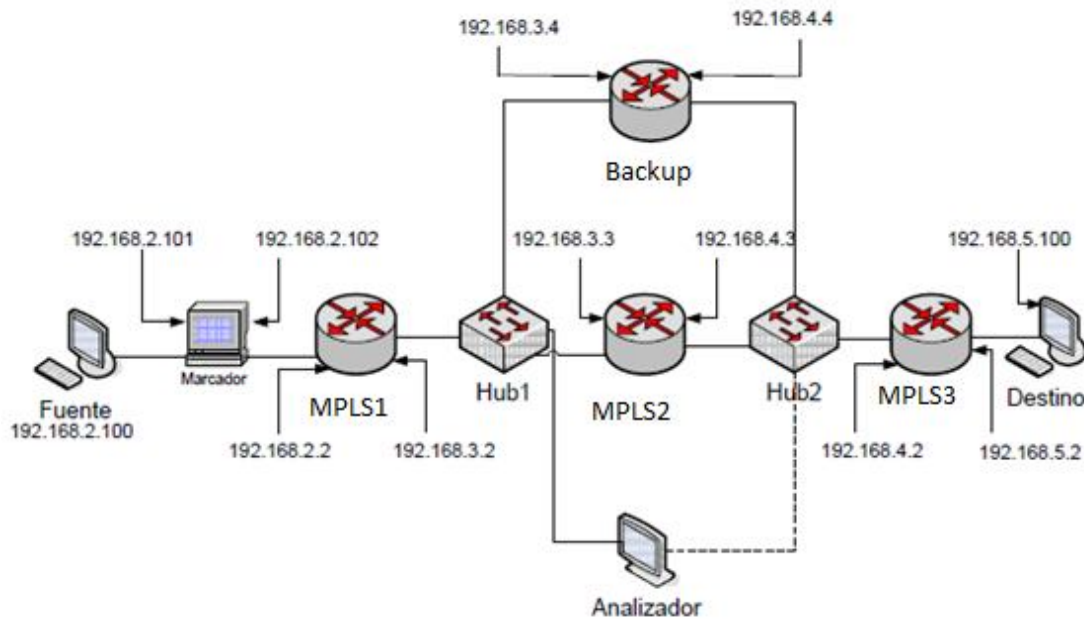 192.168.3.4
192.168.4.4
Backup
192.168.2.101
192.168.2.102
192.168.3.3
192.168.4.3
192.168.5.100
Marcador
Fuente
192.168.2.100
MPLS1
Hub1
MPLS2
Hub2
MPLS3
Destino
192.168.2.2
192.168.3.2
192.168.4.2
192.168.5.2
Analizador